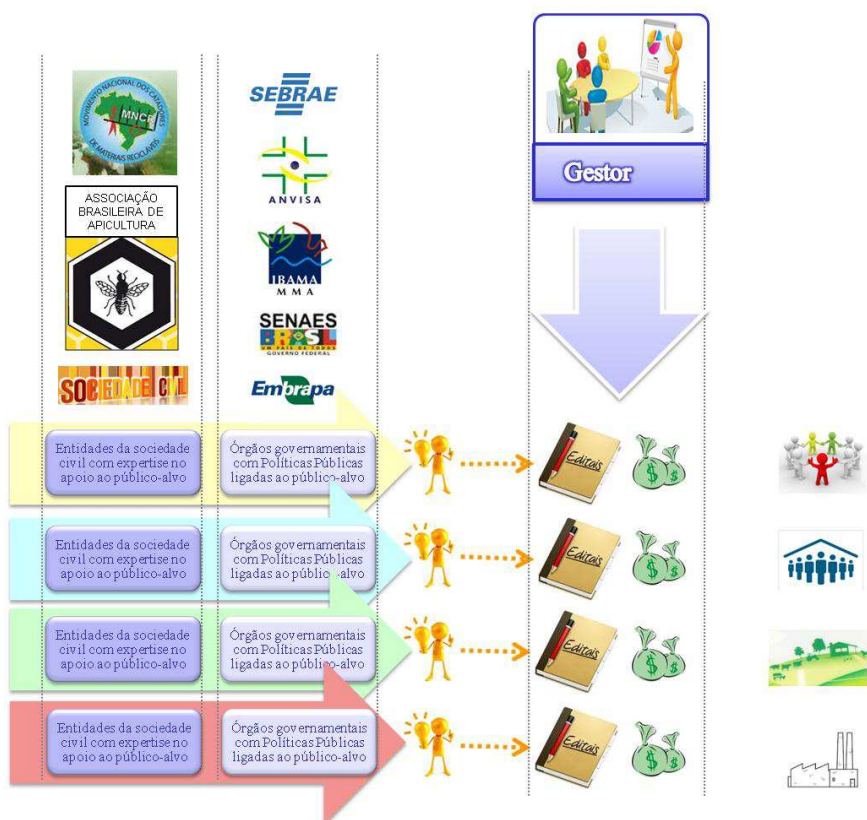 MOVIMENTO NACIONAL DOS CATADORES
MNCR
DE MATERIAIS RECICLÁVEIS
ASSOCIAÇÃO
BRASILEIRA DE
APICULTURA
SOCIEDADE CIVIL
SEBRAE
ANVISA
IBAMA
MMA
SENAES
BRASIL
UM PAÍS DE TODOS
GOVERNO FEDERAL
Embrapa
Gestor
Entidades da sociedade
civil com expertise no
apoio ao público-alvo
Órgãos governamentais
com Políticas Públicas
ligadas ao público-alvo
Editais
$
$
Entidades da sociedade
civil com expertise no
apoio ao público-alvo
Órgãos governamentais
com Políticas Públicas
ligadas ao público-alvo
Editais
$
$
Entidades da sociedade
civil com expertise no
apoio ao público-alvo
Órgãos governamentais
com Políticas Públicas
ligadas ao público-alvo
Editais
$
$
Entidades da sociedade
civil com expertise no
apoio ao público-alvo
Órgãos governamentais
com Políticas Públicas
ligadas ao público-alvo
Editais
$
$